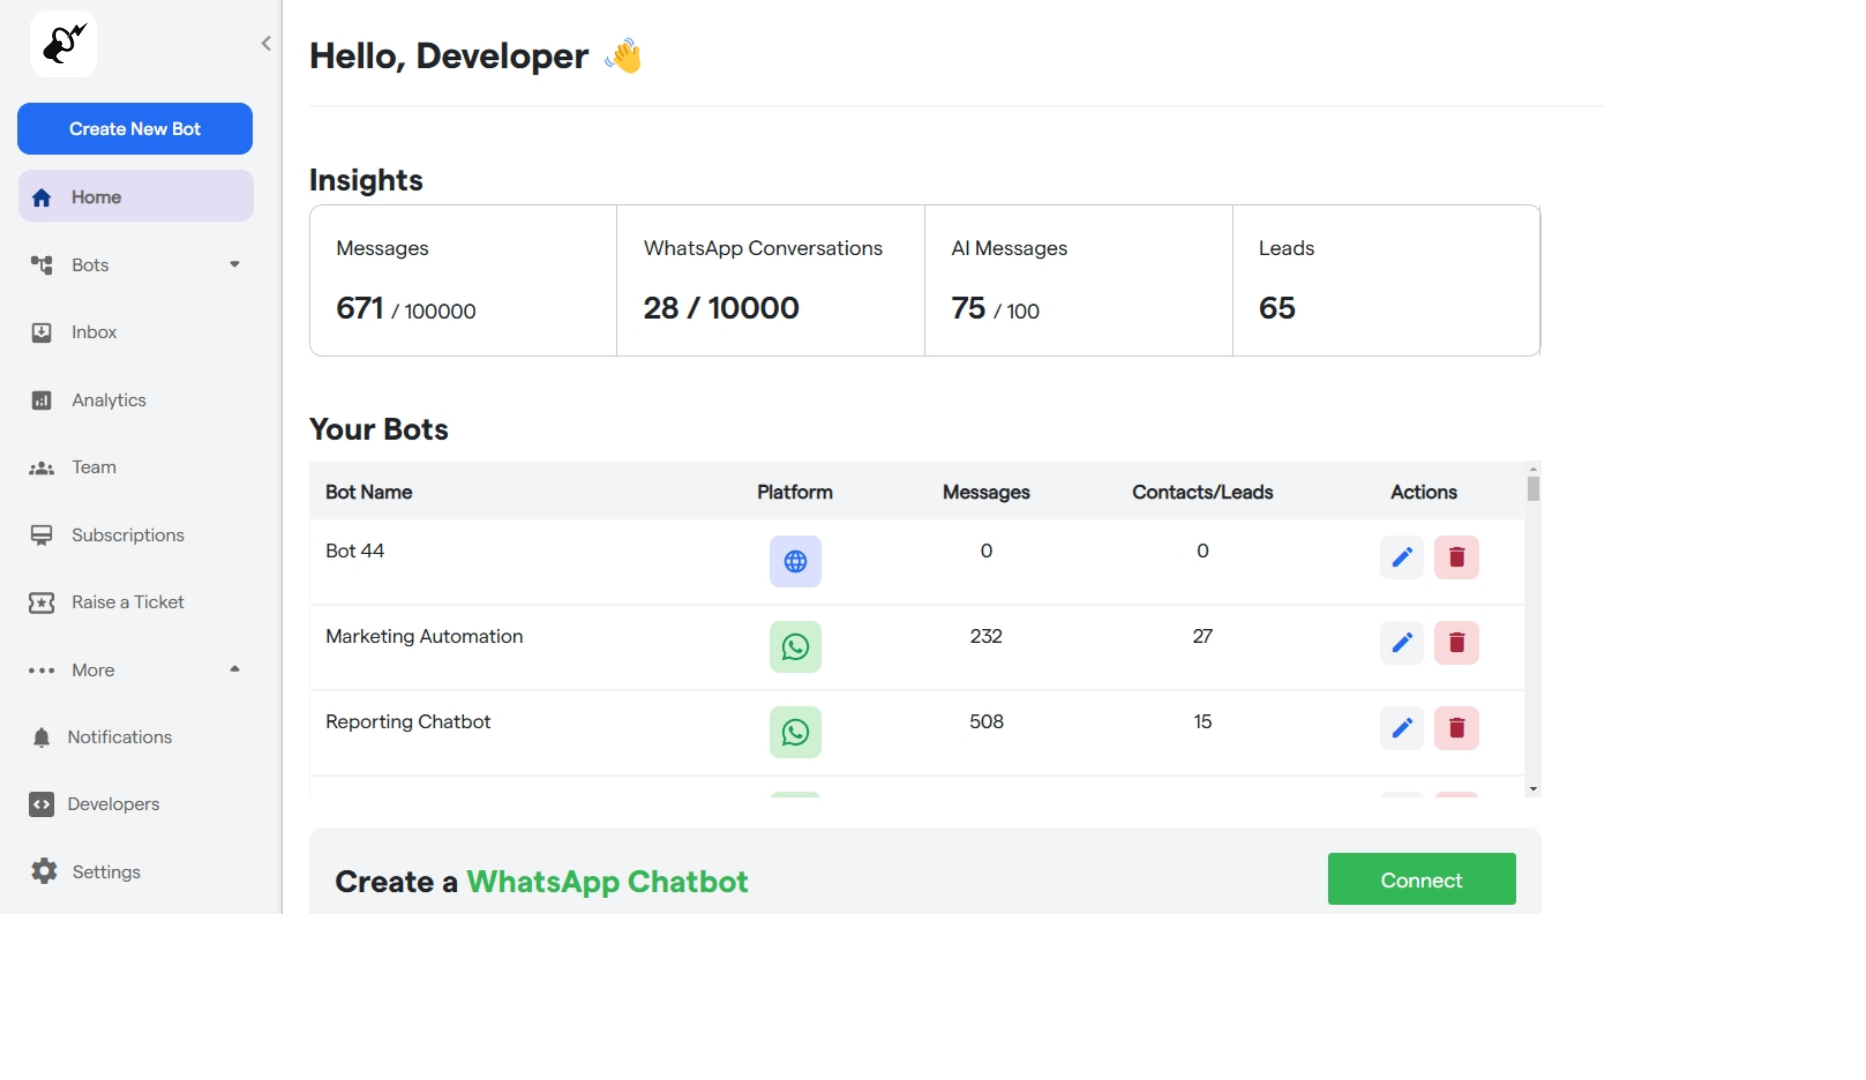 Hello, Developer 👋
Create New Bot
Home
Bots
Inbox
Analytics
Team
Subscriptions
Raise a Ticket
More
Notifications
Developers
Settings
Insights
Messages
671 / 100000
WhatsApp Conversations
28 / 10000
AI Messages
75 / 100
Leads
65
Your Bots
Bot Name Platform Messages Contacts/Leads Actions
Bot 44 0 0
Marketing Automation 232 27
Reporting Chatbot 508 15
Create a WhatsApp Chatbot
Connect